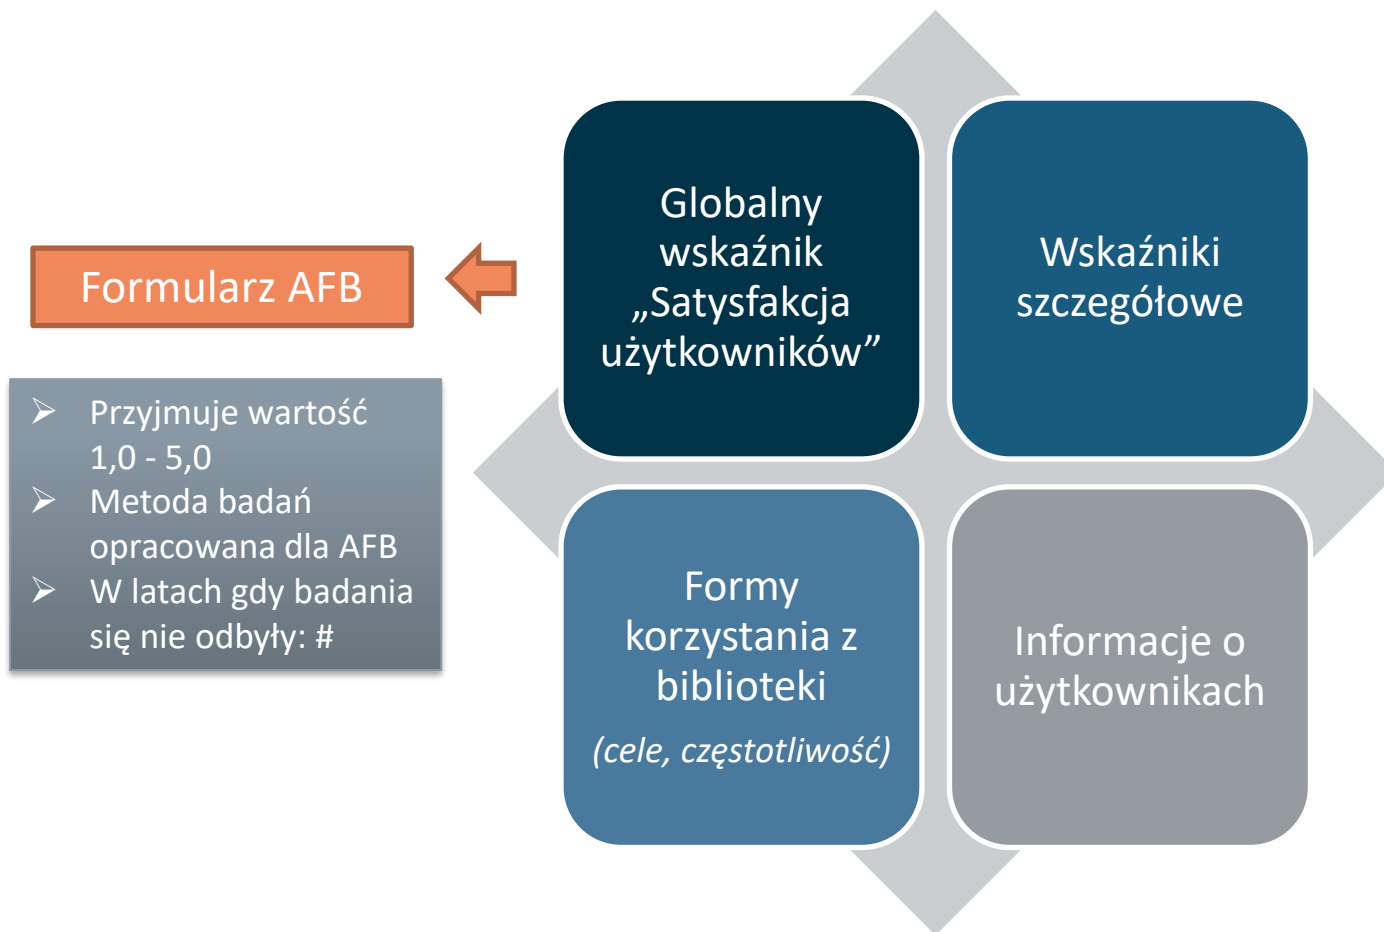 Globalny
wskaźnik
„Satysfakcja
użytkowników”
Wskaźniki
szczegółowe
Formularz AFB
➢ Przyjmuje wartość
1,0 - 5,0
➢ Metoda badań
opracowana dla AFB
➢ W latach gdy badania
się nie odbyły: #
Formy
korzystania z
biblioteki
(cele, częstotliwość)
Informacje o
użytkownikach